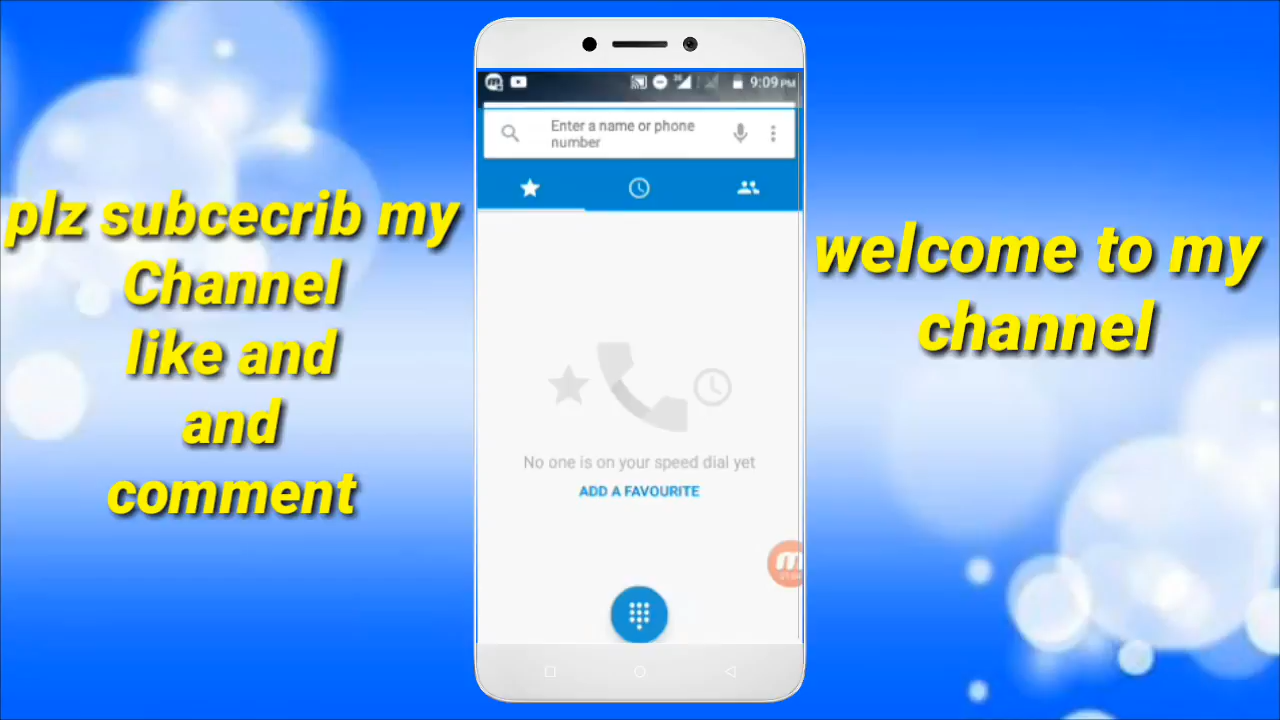 plz subcecrib my
Channel
like and
and
comment
9:09 PM
Enter a name or phone
number
No one is on your speed dial yet
ADD A FAVOURITE
welcome to my
channel